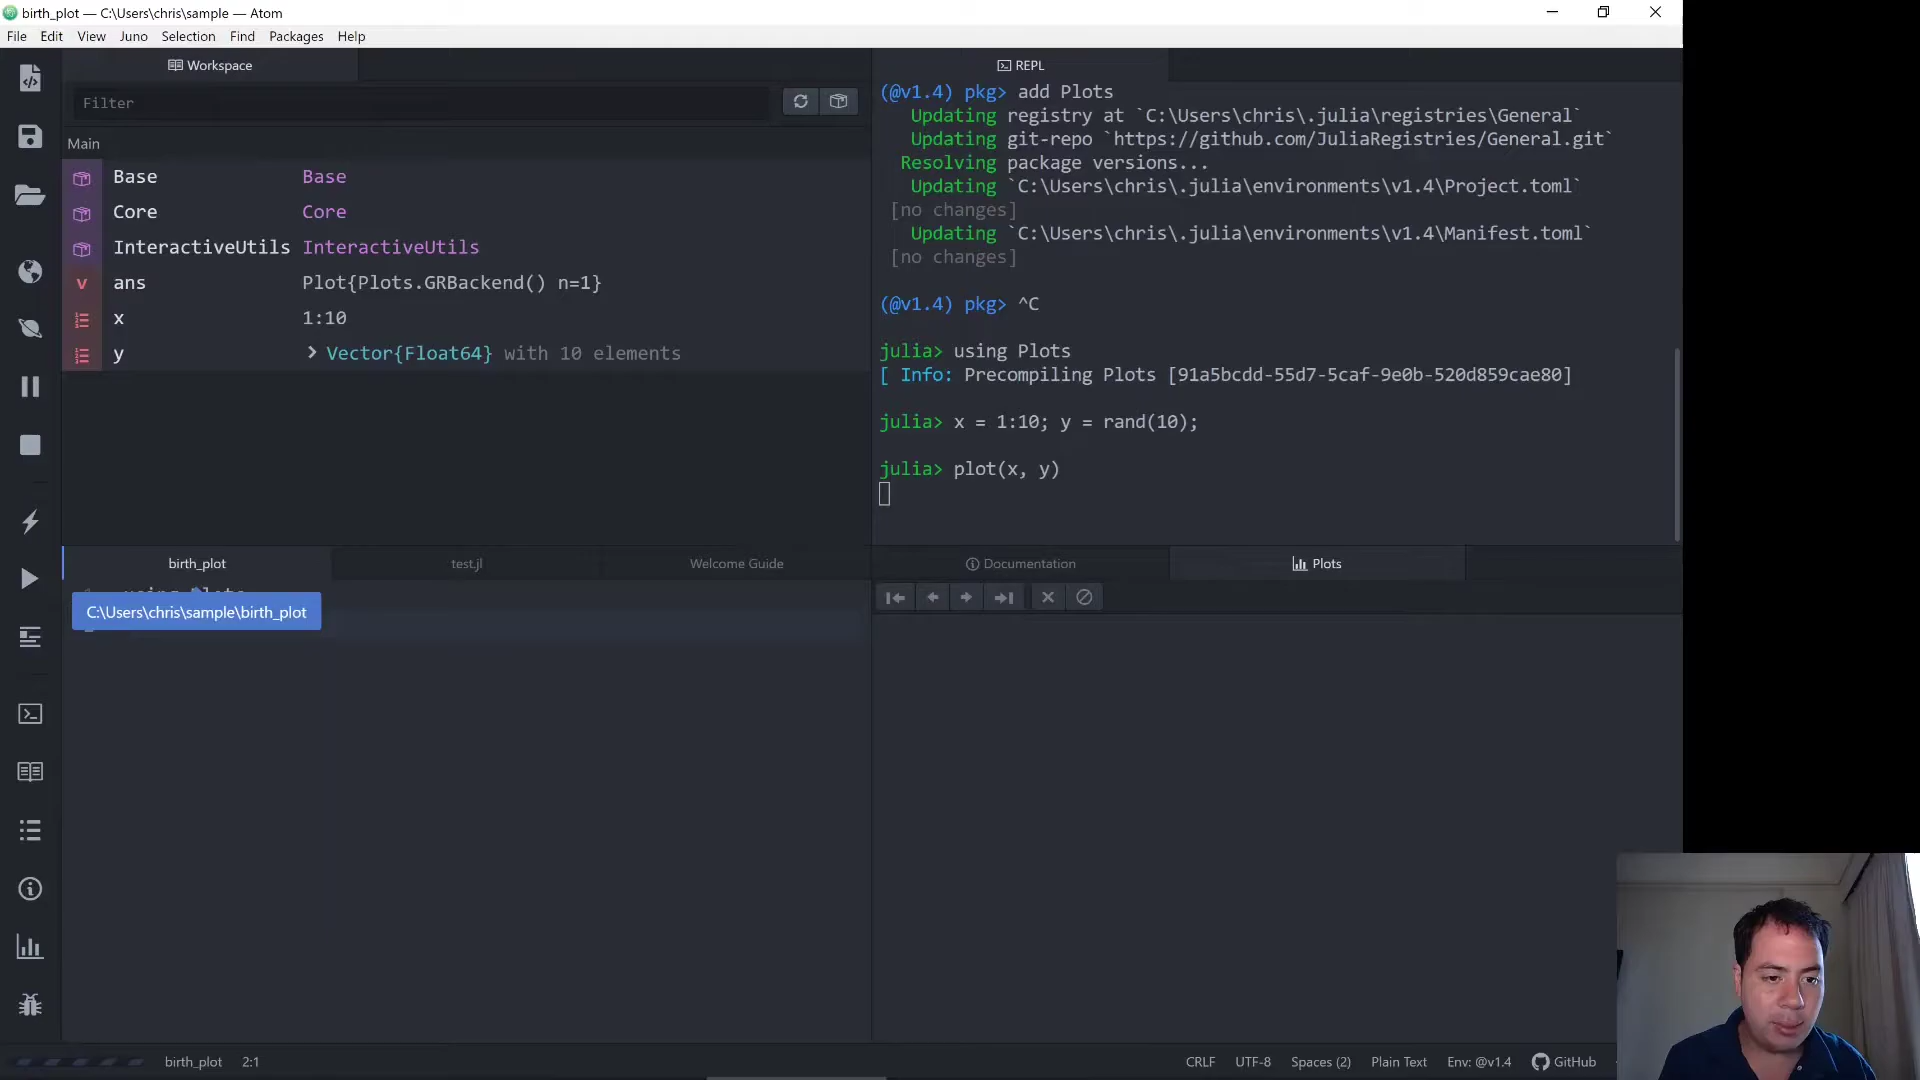 birth_plot — C:\Users\chris\sample — Atom
File Edit View Juno Selection Find Packages Help
Workspace
Filter
Main
Base Base
Core Core
InteractiveUtils InteractiveUtils
v ans Plot{Plots.GRBackend() n=1}
x 1:10
y Vector{Float64} with 10 elements
REPL
(@v1.4) pkg> add Plots
Updating registry at `C:\Users\chris\.julia\registries\General`
Updating git-repo `https://github.com/JuliaRegistries/General.git`
Resolving package versions...
Updating `C:\Users\chris\.julia\environments\v1.4\Project.toml`
[no changes]
Updating `C:\Users\chris\.julia\environments\v1.4\Manifest.toml`
[no changes]
(@v1.4) pkg> ^C
julia> using Plots
[ Info: Precompiling Plots [91a5bcdd-55d7-5caf-9e0b-520d859cae80]
julia> x = 1:10; y = rand(10);
julia> plot(x, y)
birth_plot test.jl Welcome Guide
using Plots
C:\Users\chris\sample\birth_plot
Documentation Plots
birth_plot 2:1
CRLF UTF-8 Spaces (2) Plain Text Env: @v1.4 GitHub